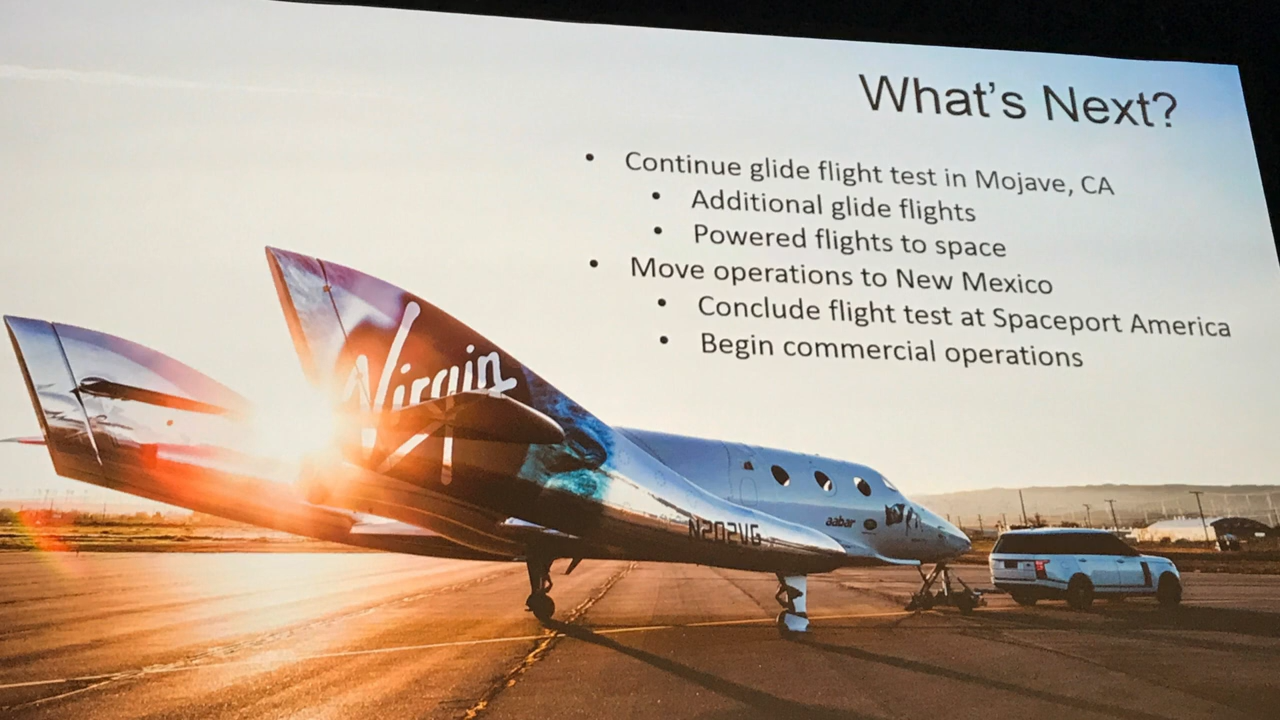 What's Next?
• Continue glide flight test in Mojave, CA
• Additional glide flights
• Powered flights to space
• Move operations to New Mexico
• Conclude flight test at Spaceport America
• Begin commercial operations
Virgin
aabar
N202VG